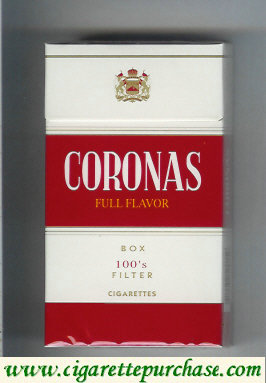 CORONAS
FULL FLAVOR
BOX
100's
FILTER
CIGARETTES
www.cigarettepurchase.com